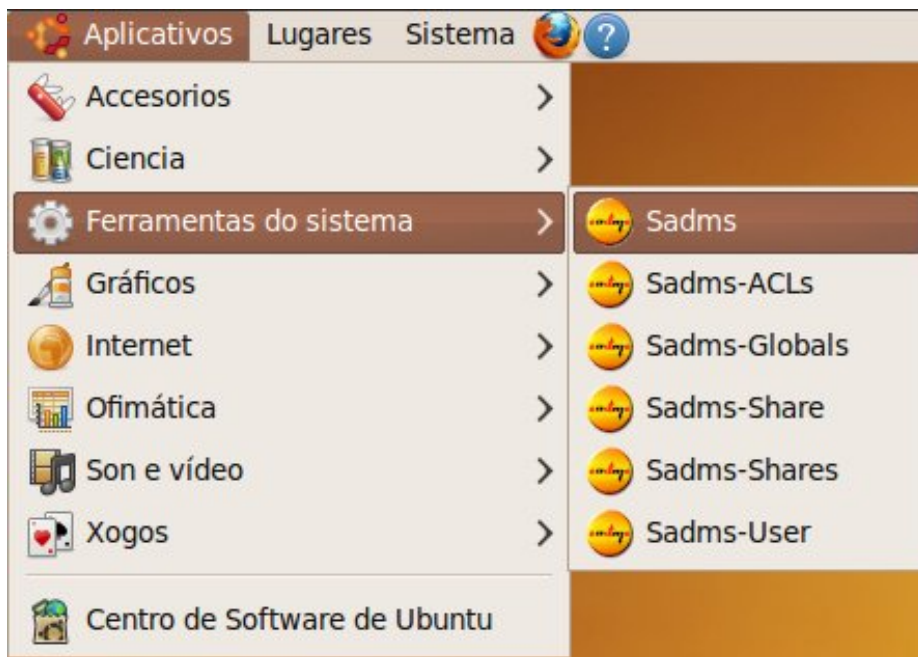 Aplicativos Lugares Sistema ?
Accesorios
Ciencia
Ferramentas do sistema
Gráficos
Internet
Ofimática
Son e vídeo
Xogos
Centro de Software de Ubuntu
Sadms
Sadms-ACLs
Sadms-Globals
Sadms-Share
Sadms-Shares
Sadms-User